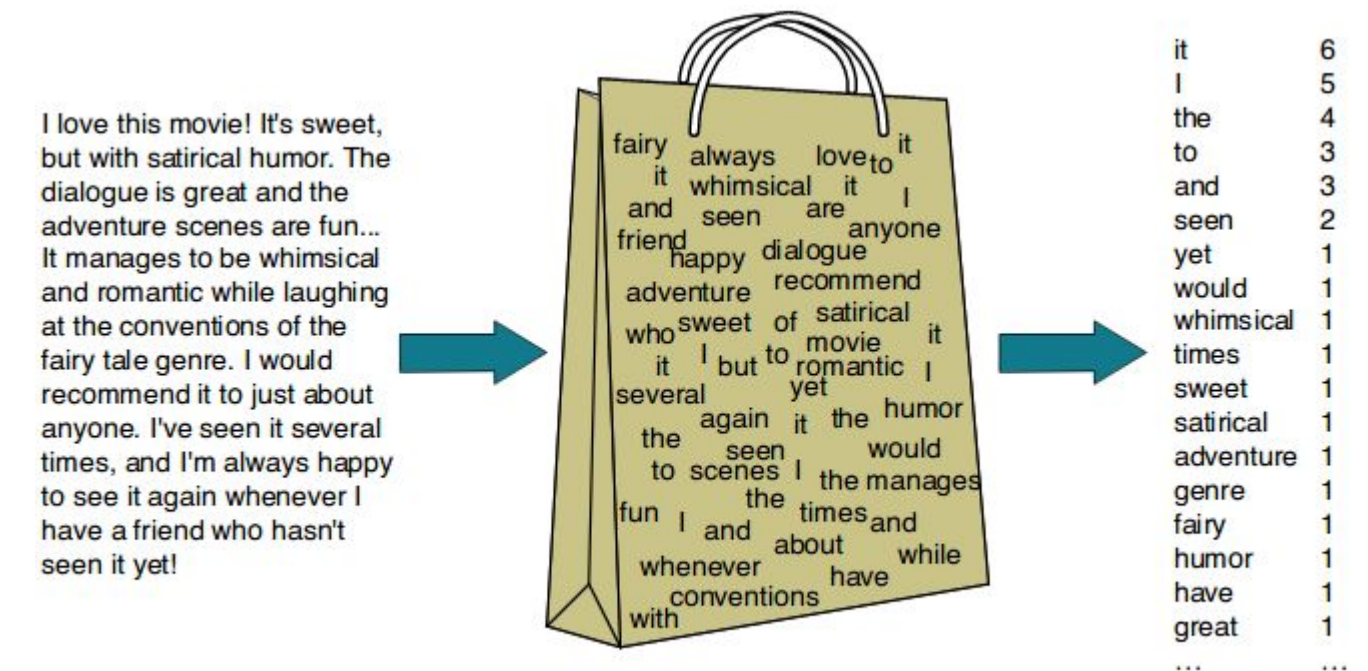 I love this movie! It's sweet,
but with satirical humor. The
dialogue is great and the
adventure scenes are fun...
It manages to be whimsical
and romantic while laughing
at the conventions of the
fairy tale genre. I would
recommend it to just about
anyone. I've seen it several
times, and I'm always happy
to see it again whenever I
have a friend who hasn't
seen it yet!
fairy always love to it
it whimsical it I
and seen are anyone
friend happy dialogue
adventure recommend
who sweet of satirical
it I but to movie it
romantic I
several yet
again it the humor
the seen would
to scenes I the manages
fun I the times and
and about while
whenever have
conventions
with
it 6
I 5
the 4
to 3
and 3
seen 2
yet 1
would 1
whimsical 1
times 1
sweet 1
satirical 1
adventure 1
genre 1
fairy 1
humor 1
have 1
great 1
... ...